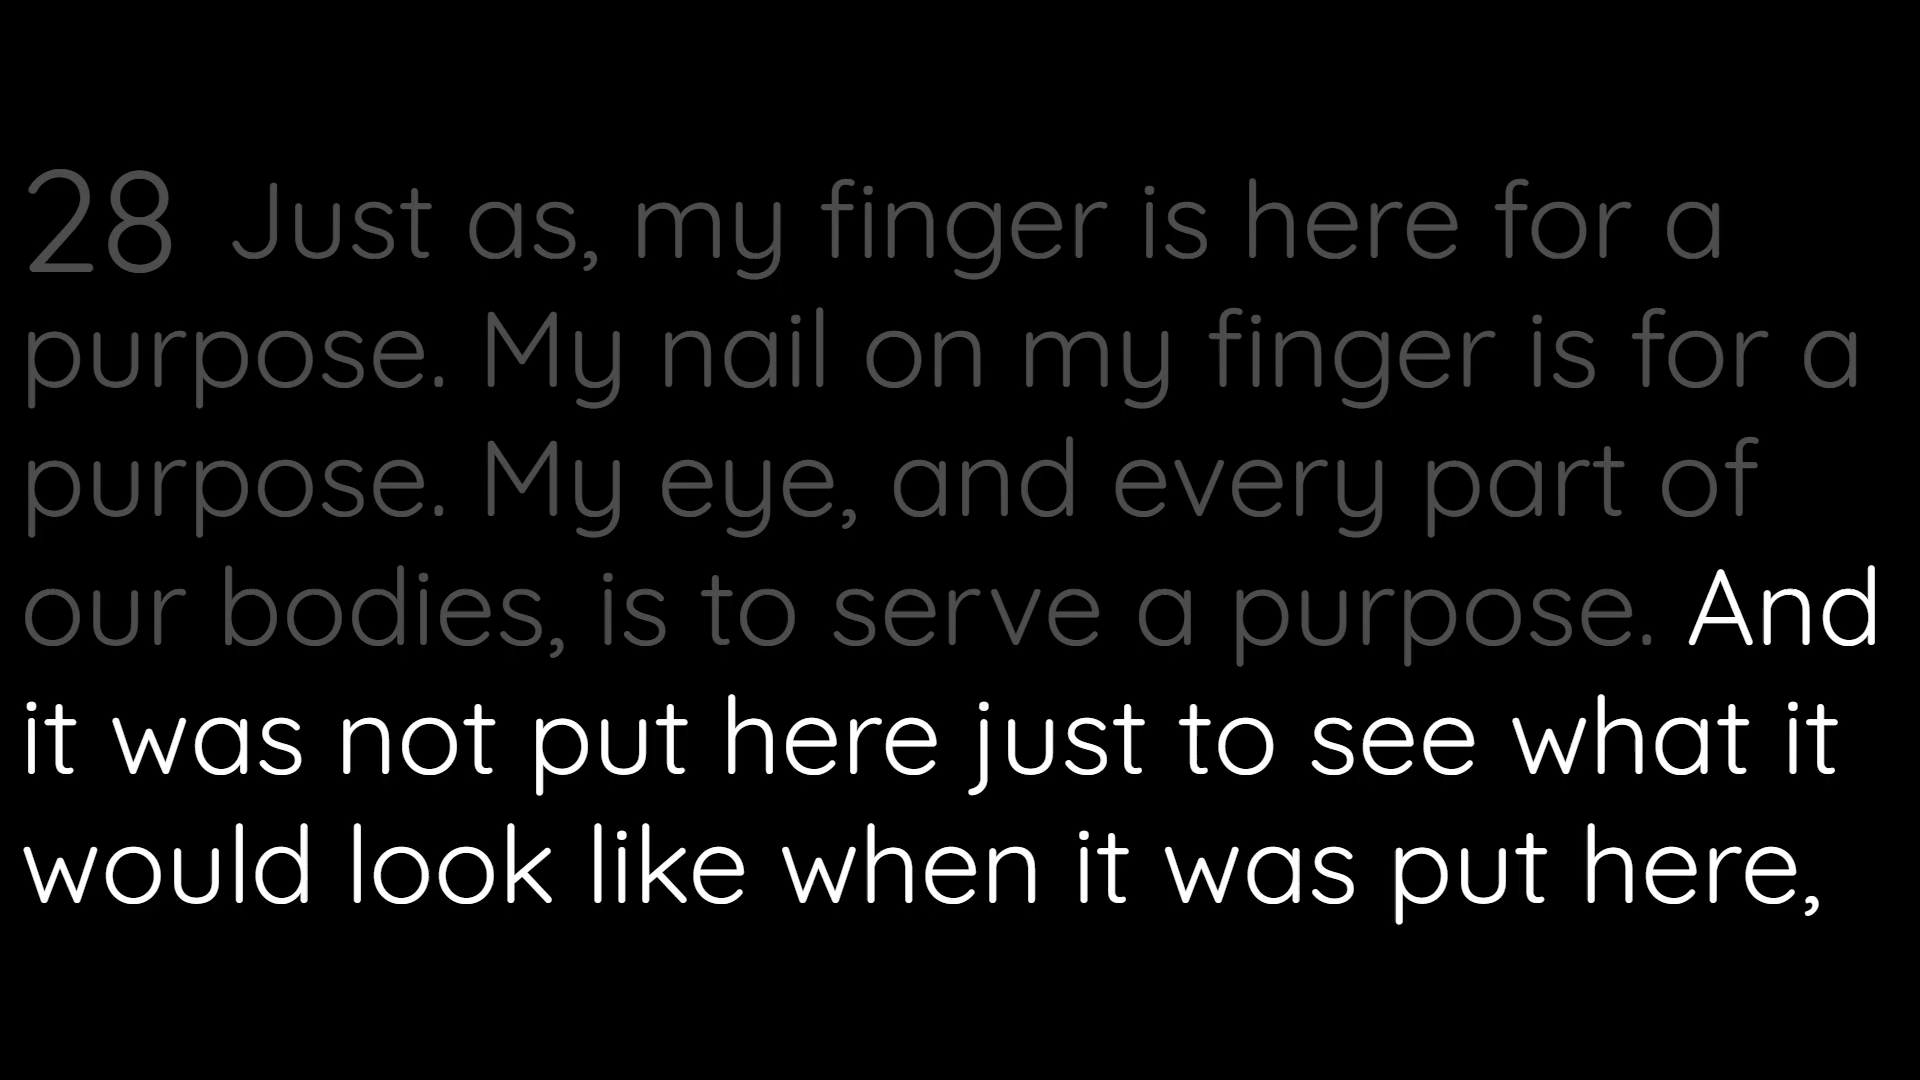 28 Just as, my finger is here for a
purpose. My nail on my finger is for a
purpose. My eye, and every part of
our bodies, is to serve a purpose. And
it was not put here just to see what it
would look like when it was put here,